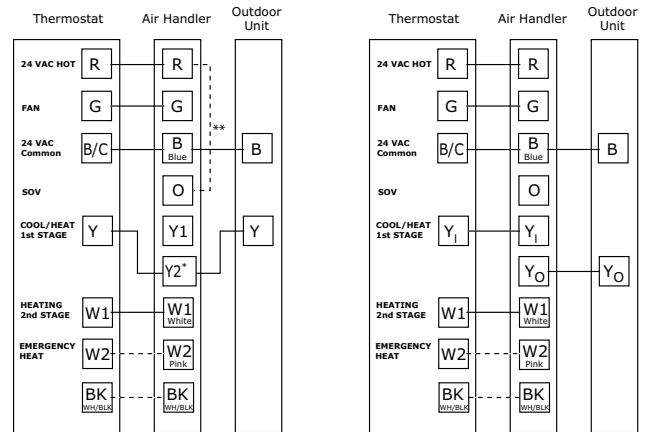 Thermostat Air Handler Outdoor Unit
24 VAC HOT R R
**
FAN G G
24 VAC Common B/C B Blue B
SOV O
COOL/HEAT 1st STAGE Y Y1 Y
Y2*
HEATING 2nd STAGE W1 W1 White
EMERGENCY HEAT W2 W2 Pink
BK WH/BLK BK WH/BLK
Thermostat Air Handler Outdoor Unit
24 VAC HOT R R
FAN G G
24 VAC Common B/C B Blue B
SOV O
COOL/HEAT 1st STAGE YI YI
YO YO
HEATING 2nd STAGE W1 W1 White
EMERGENCY HEAT W2 W2 Pink
BK WH/BLK BK WH/BLK